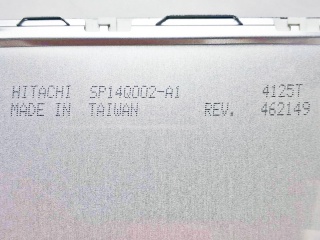 HITACHI SP14Q002-A1 4125T
MADE IN TAIWAN REV. 462149